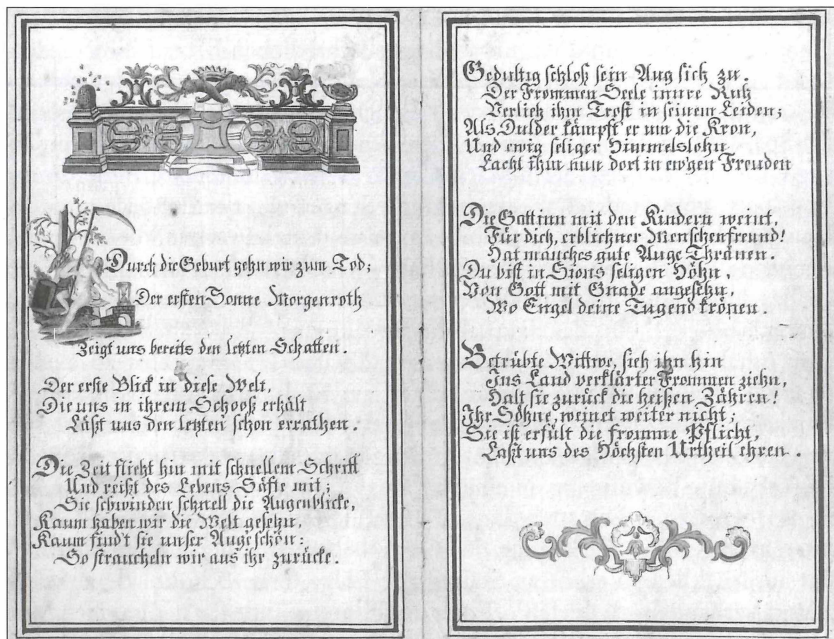 Durch die Geburt gehn wir zum Tod;
Der ersten Sonne Morgenroth
Zeigt uns bereits den letzten Schatten.
Der erste Blick in diese Welt,
Die uns in ihrem Schooß erhält
Läßt uns den letzten schon errathen.
Die Zeit flieht hin mit schnellem Schritt
Und reißt des Lebens Säfte mit;
Sie schwinden schnell die Augenblicke,
Kaum haben wir die Welt gesehn,
Kaum find't sie unser Auge schön:
So straucheln wir aus ihr zurücke.
Gedultig schloß sein Aug sich zu.
Der Frommen Seele innre Ruh
Verlieh ihm Trost in seinem Leiden;
Als Dulder kämpft er um die Kron,
Und ewig seliger Himmelslohn
Lacht ihm nun dort in ew'gen Freuden
Die Gattinn mit den Kindern weint,
Für dich, erblichner Menschenfreund!
Hat manches gute Auge Thränen.
Du bist in Sions seligen Höhn,
Von Gott mit Gnade angesehn,
Wo Engel deine Tugend krönen.
Betrübte Wittwe, sieh ihn hin
Ins Land verklärter Frommen ziehn,
Halt sie zurück die heißen Zähren!
Ihr Söhne, weinet weiter nicht;
Sie ist erfült die fromme Pflicht,
Laßt uns des Höchsten Urtheil ehren.